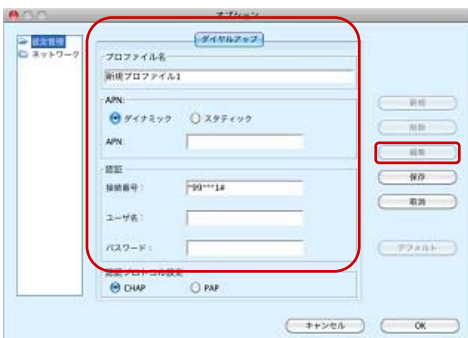 オプション
設定管理
ネットワーク
ダイヤルアップ
プロファイル名
新規プロファイル1
APN:
ダイナミック
スタティック
APN:
認証
接続番号:
*99***1#
ユーザ名:
パスワード:
認証プロトコル設定
CHAP
PAP
新規
削除
編集
保存
取消
デフォルト
キャンセル
OK